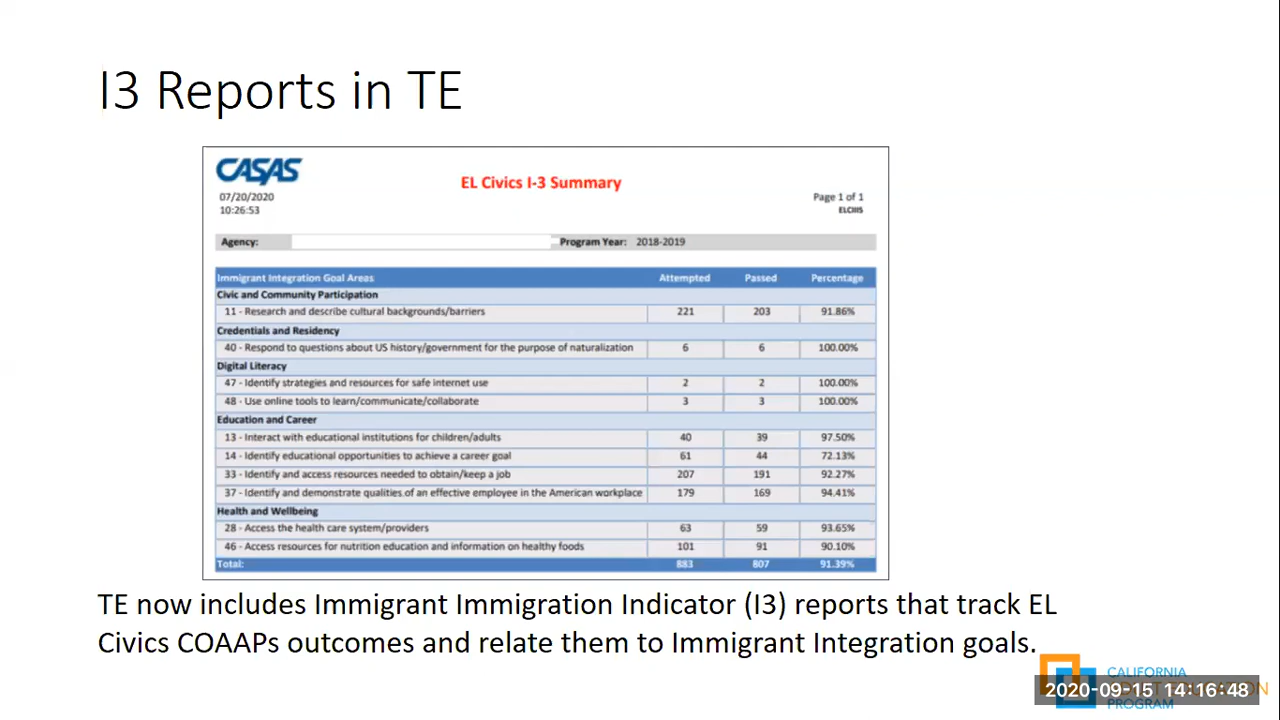 I3 Reports in TE
CASAS
07/20/2020
10:26:53
EL Civics I-3 Summary
Page 1 of 1
ELCIIIS
Agency:
Program Year: 2018-2019
Immigrant Integration Goal Areas Attempted Passed Percentage
Civic and Community Participation
11 - Research and describe cultural backgrounds/barriers 221 203 91.86%
Credentials and Residency
40 - Respond to questions about US history/government for the purpose of naturalization 6 6 100.00%
Digital Literacy
47 - Identify strategies and resources for safe internet use 2 2 100.00%
48 - Use online tools to learn/communicate/collaborate 3 3 100.00%
Education and Career
13 - Interact with educational institutions for children/adults 40 39 97.50%
14 - Identify educational opportunities to achieve a career goal 61 44 72.13%
33 - Identify and access resources needed to obtain/keep a job 207 191 92.27%
37 - Identify and demonstrate qualities of an effective employee in the American workplace 179 169 94.41%
Health and Wellbeing
28 - Access the health care system/providers 63 59 93.65%
46 - Access resources for nutrition education and information on healthy foods 101 91 90.10%
Total: 883 807 91.39%
TE now includes Immigrant Immigration Indicator (I3) reports that track EL
Civics COAAPs outcomes and relate them to Immigrant Integration goals.
CALIFORNIA
2020-09-15 14:16:48
PROGRAM